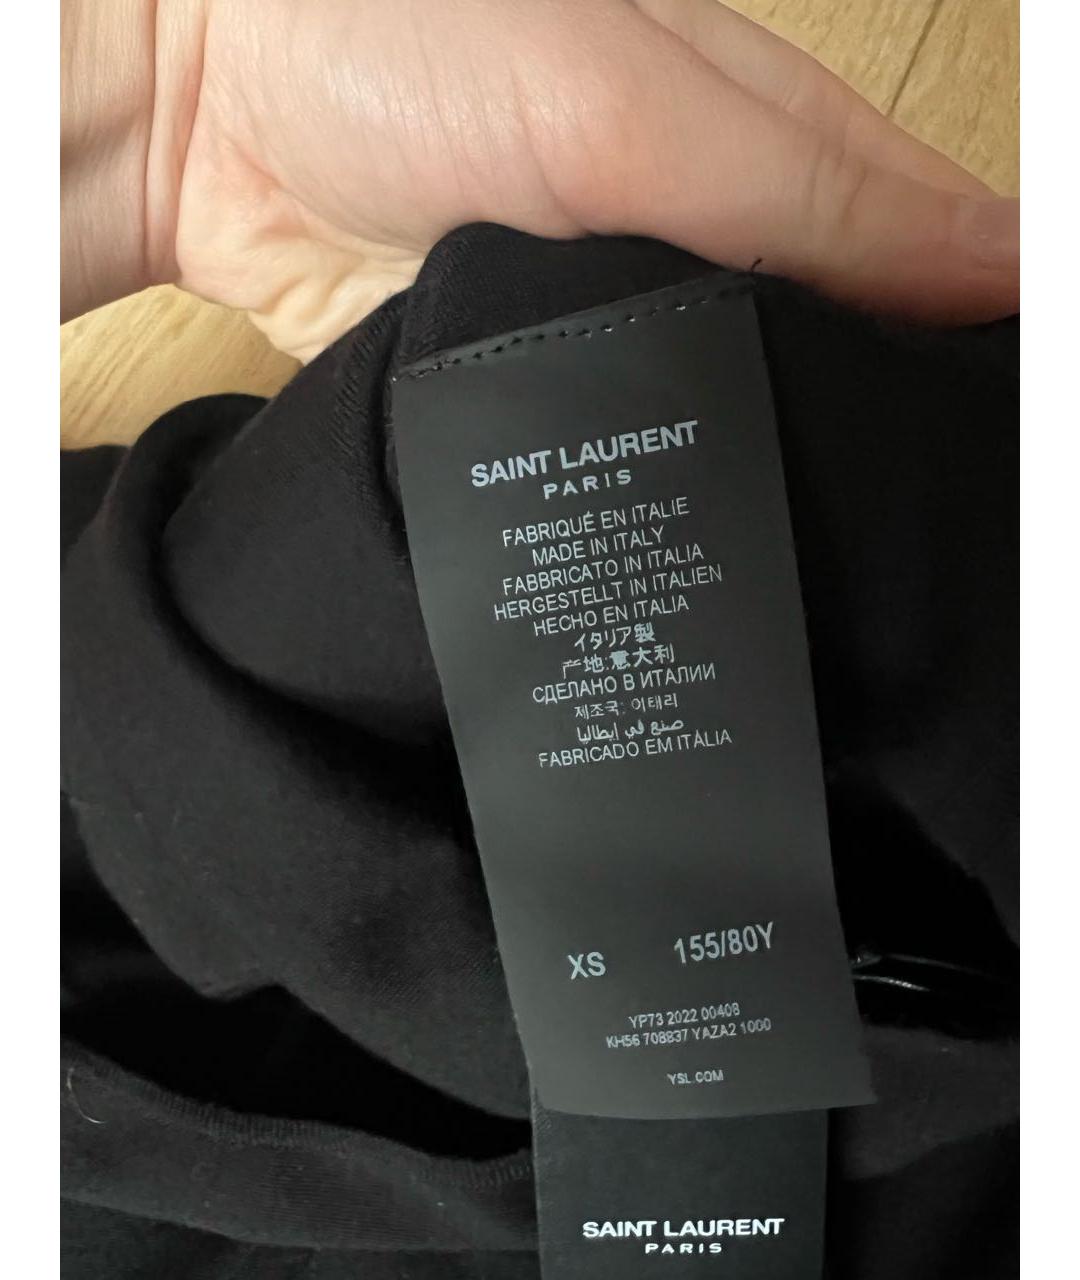 SAINT LAURENT
PARIS
FABRIQUÉ EN ITALIE
MADE IN ITALY
FABBRICATO IN ITALIA
HERGESTELLT IN ITALIEN
HECHO EN ITALIA
イタリア製
产地:意大利
СДЕЛАНО В ИТАЛИИ
제조국: 이태리
صنع في إيطاليا
FABRICADO EM ITÁLIA
XS 155/80Y
YP73 2022 00408
KH56 708837 YAZA2 1000
YSL.COM
SAINT LAURENT
PARIS